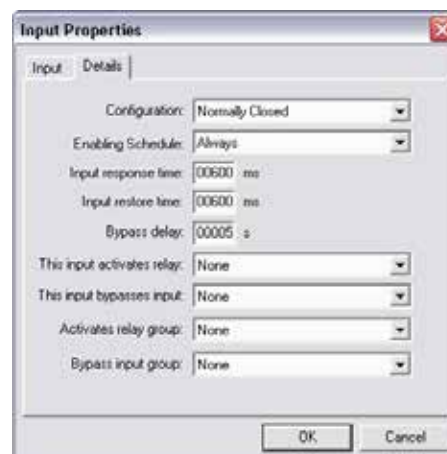 Input Properties
Input Details
Configuration: Normally Closed
Enabling Schedule: Always
Input response time: 00600 ms
Input restore time: 00600 ms
Bypass delay: 00005 s
This input activates relay: None
This input bypasses input: None
Activates relay group: None
Bypass input group: None
OK Cancel